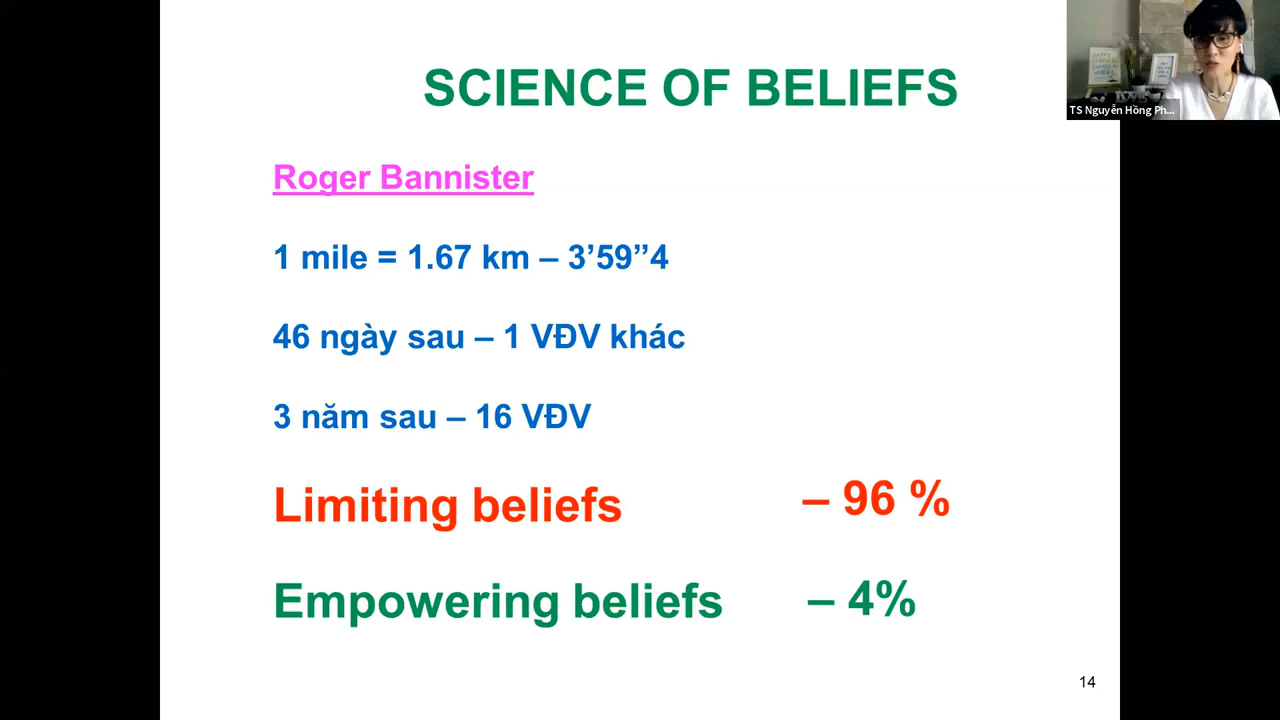 SCIENCE OF BELIEFS
TS Nguyễn Hồng Ph...
Roger Bannister
1 mile = 1.67 km – 3’59”4
46 ngày sau – 1 VĐV khác
3 năm sau – 16 VĐV
Limiting beliefs – 96 %
Empowering beliefs – 4%
14